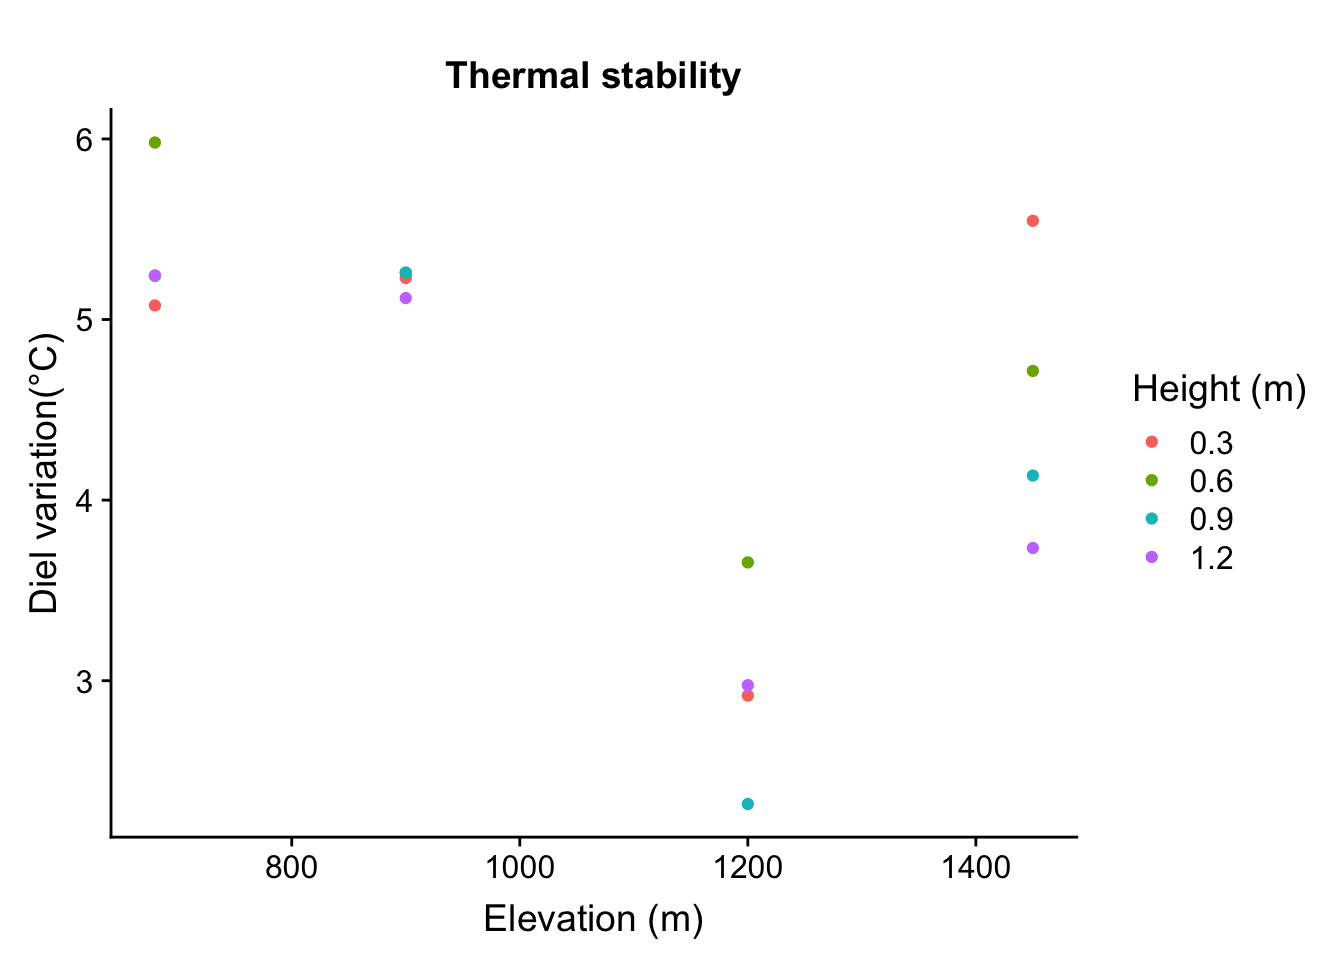 Thermal stability
6
5
4
3
Diel variation(°C)
800 1000 1200 1400
Elevation (m)
Height (m)
0.3
0.6
0.9
1.2